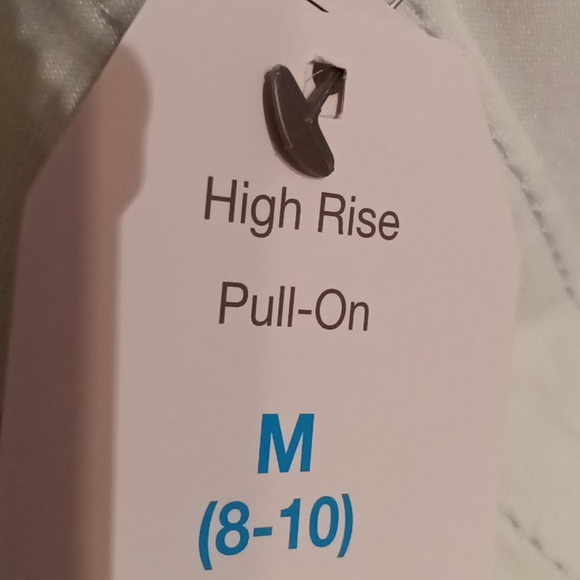 High Rise
Pull-On
M
(8-10)